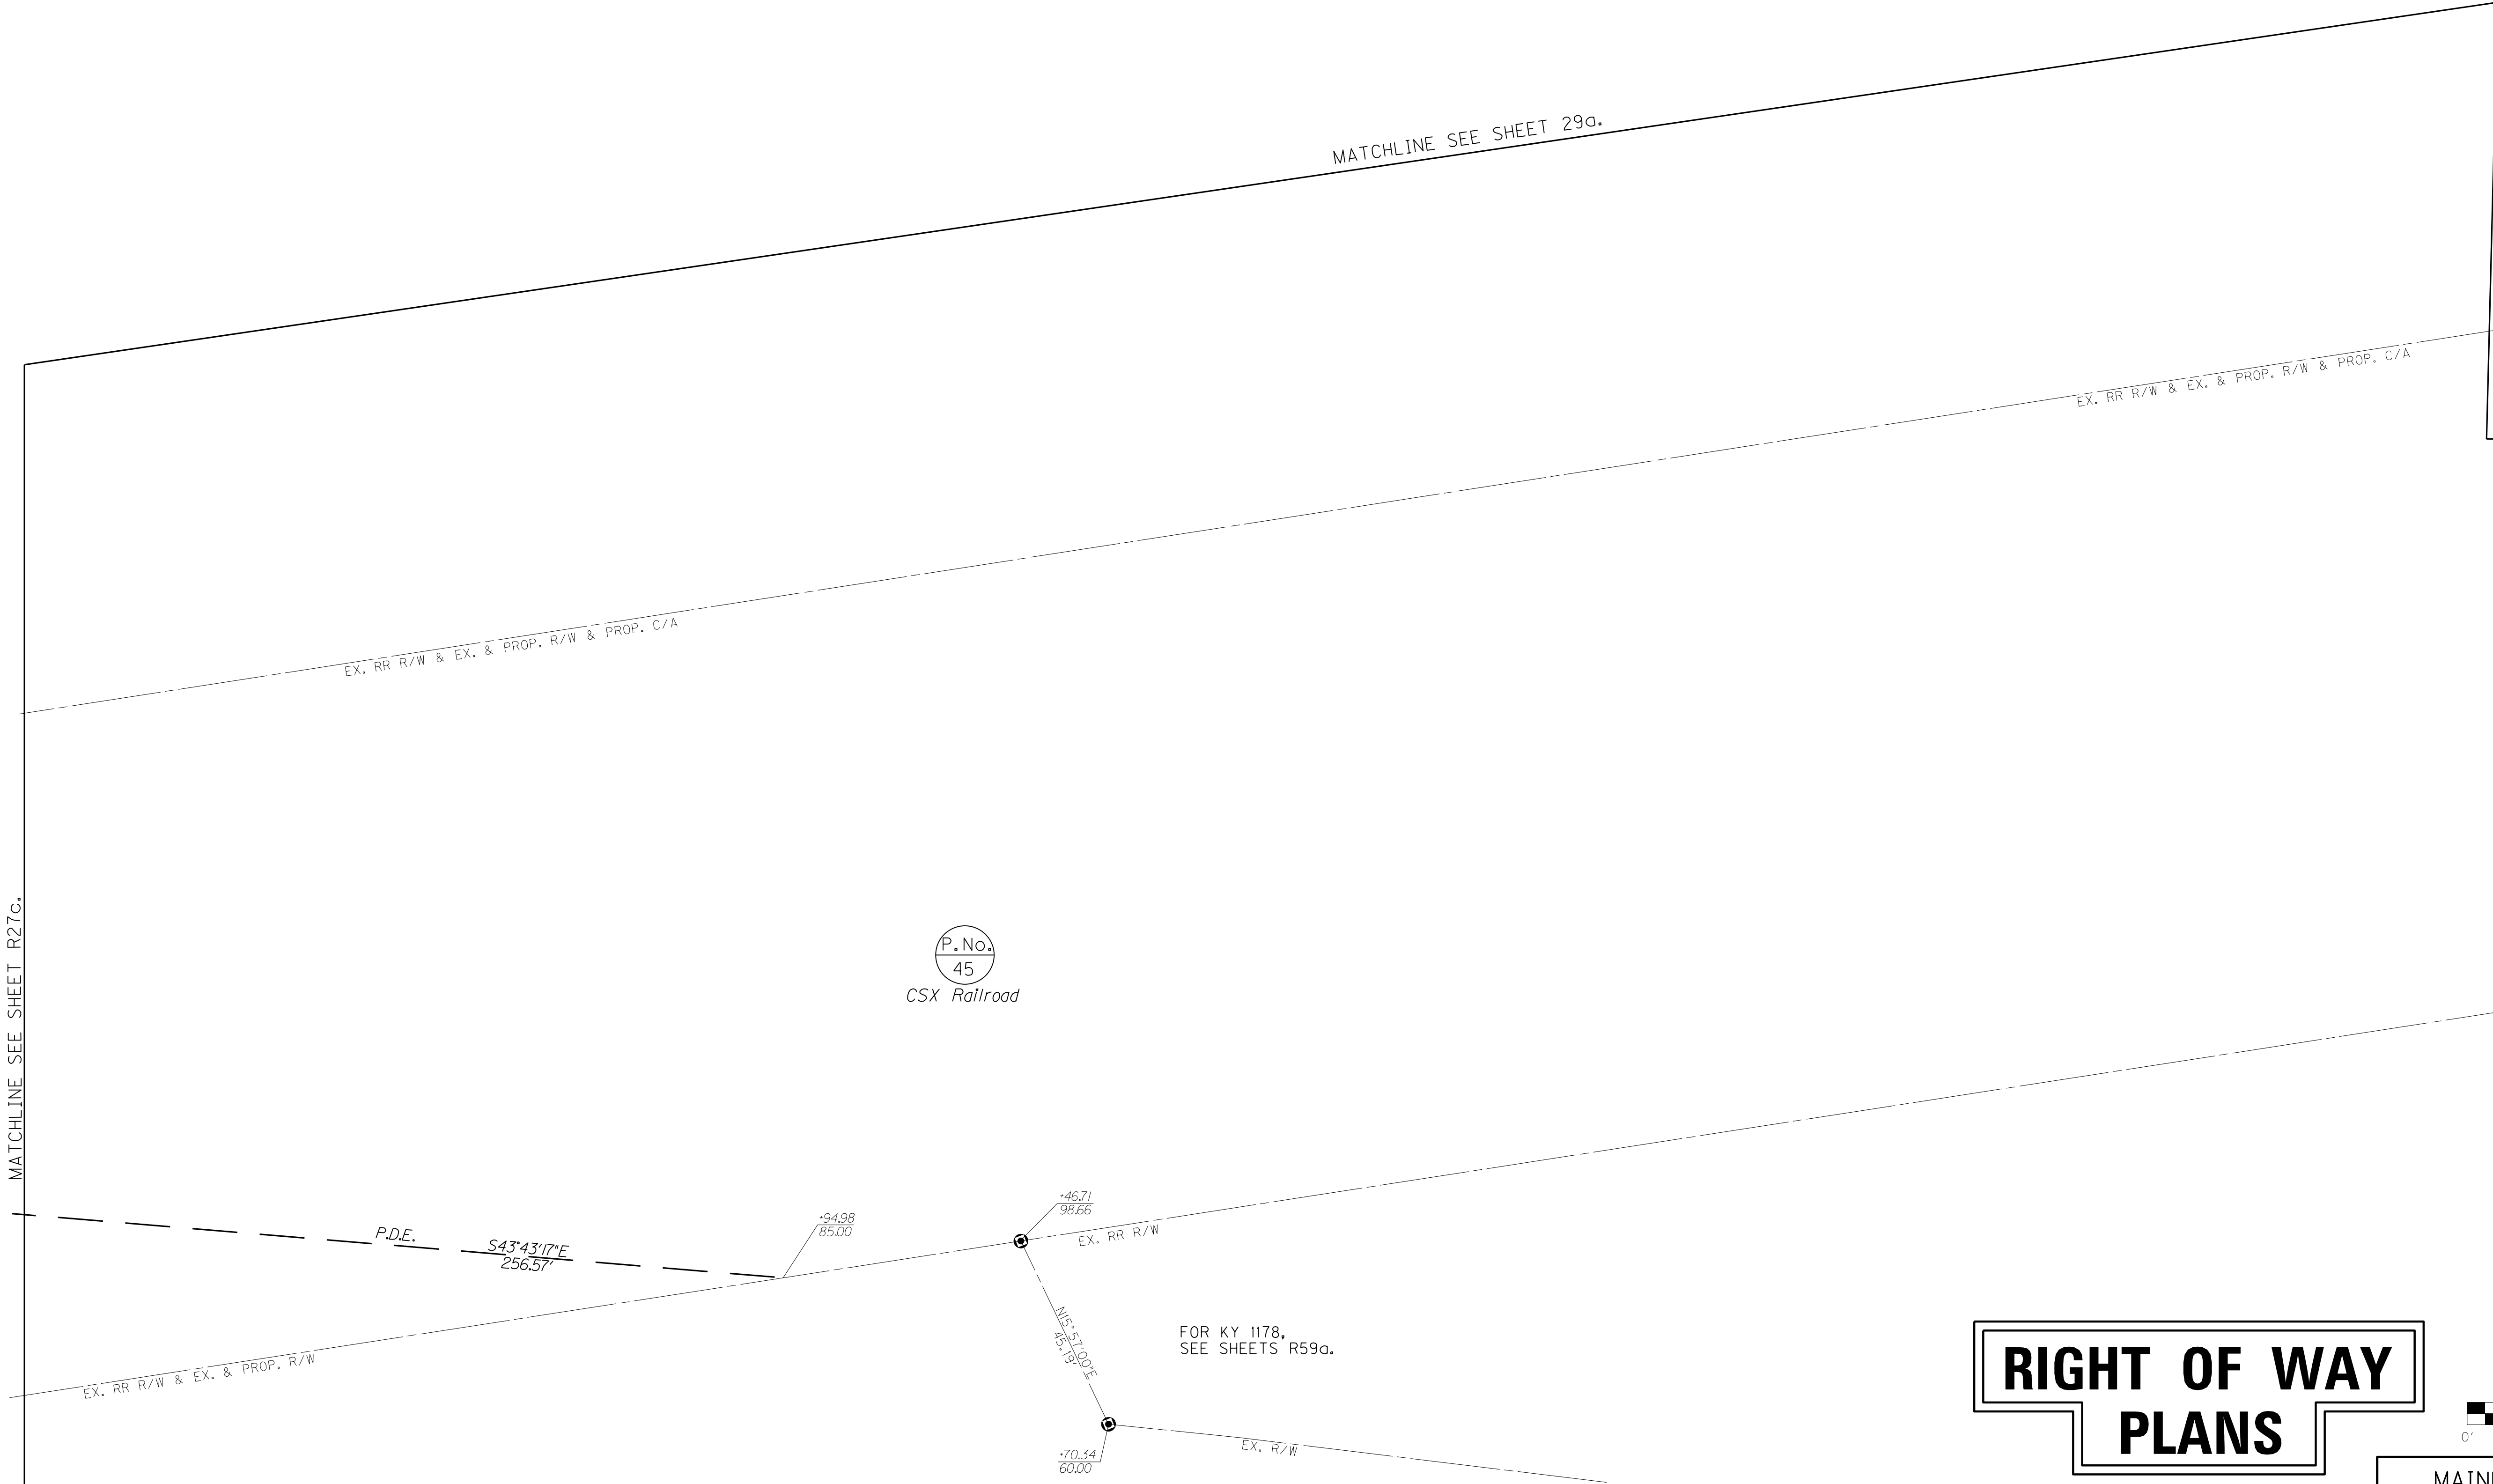 MATCHLINE SEE SHEET 29a.
EX. RR R/W & EX. & PROP. R/W & PROP. C/A
EX. RR R/W & EX. & PROP. R/W & PROP. C/A
MATCHLINE SEE SHEET R27c.
P.No.
45
CSX Railroad
+46.71
98.66
+94.98
85.00
P.D.E.
S43°43'17"E
256.57'
EX. RR R/W
N15°57'00"E
45.19'
FOR KY 1178,
SEE SHEETS R59a.
EX. RR R/W & EX. & PROP. R/W
RIGHT OF WAY
PLANS
0'
EX. R/W
+70.34
60.00